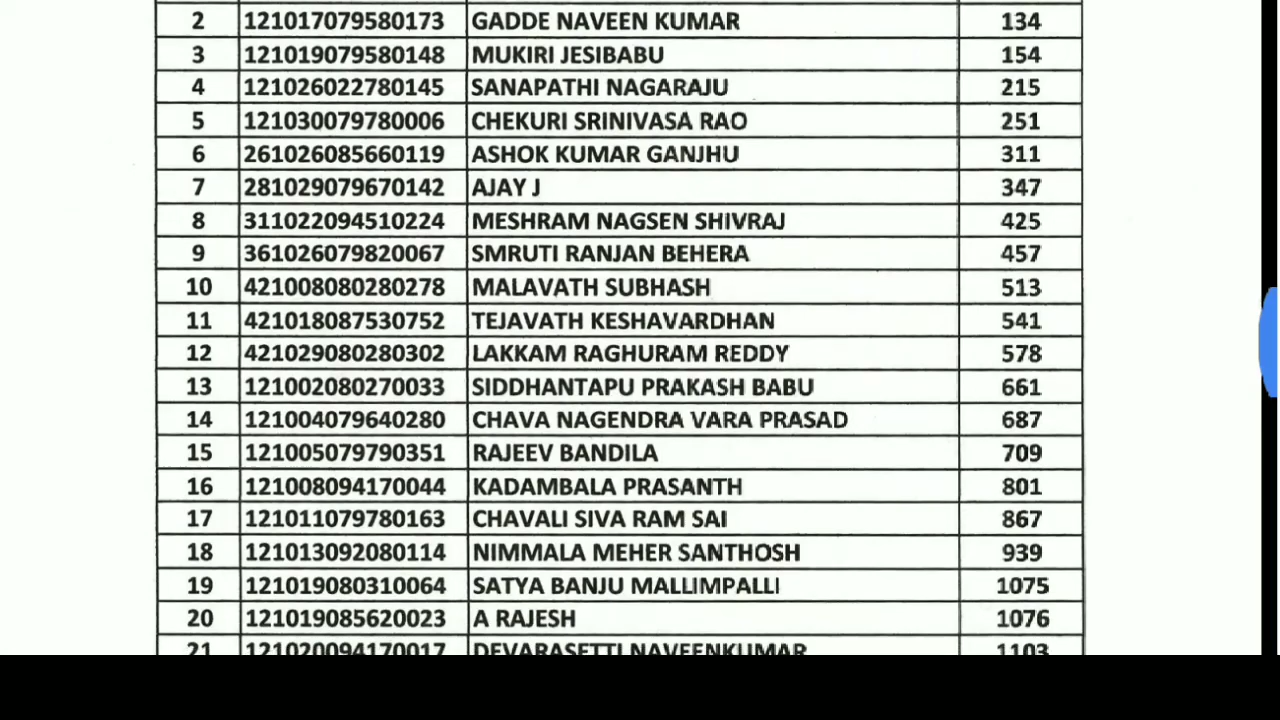 2 121017079580173 GADDE NAVEEN KUMAR 134
3 121019079580148 MUKIRI JESIBABU 154
4 121026022780145 SANAPATHI NAGARAJU 215
5 121030079780006 CHEKURI SRINIVASA RAO 251
6 261026085660119 ASHOK KUMAR GANJHU 311
7 281029079670142 AJAY J 347
8 311022094510224 MESHRAM NAGSEN SHIVRAJ 425
9 361026079820067 SMRUTI RANJAN BEHERA 457
10 421008080280278 MALAVATH SUBHASH 513
11 421018087530752 TEJAVATH KESHAVARDHAN 541
12 421029080280302 LAKKAM RAGHURAM REDDY 578
13 121002080270033 SIDDHANTAPU PRAKASH BABU 661
14 121004079640280 CHAVA NAGENDRA VARA PRASAD 687
15 121005079790351 RAJEEV BANDILA 709
16 121008094170044 KADAMBALA PRASANTH 801
17 121011079780163 CHAVALI SIVA RAM SAI 867
18 121013092080114 NIMMALA MEHER SANTHOSH 939
19 121019080310064 SATYA BANJU MALLIMPALLI 1075
20 121019085620023 A RAJESH 1076
21 121020094170017 DEVARASETTI NAVEENKUMAR 1103